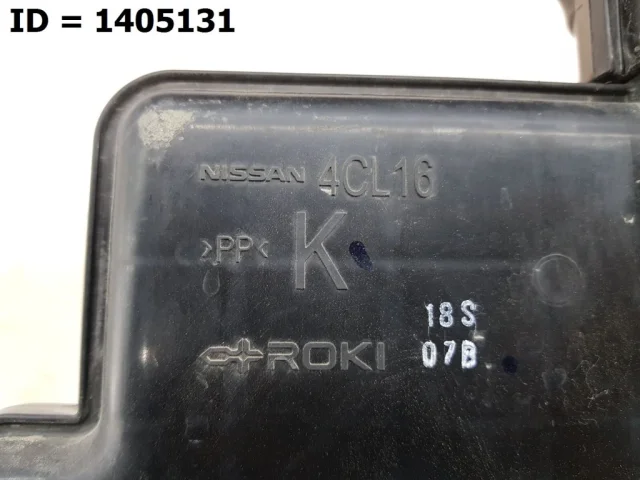 ID = 1405131
NISSAN 4CL16
>PP< K
ROKI
18S
07B